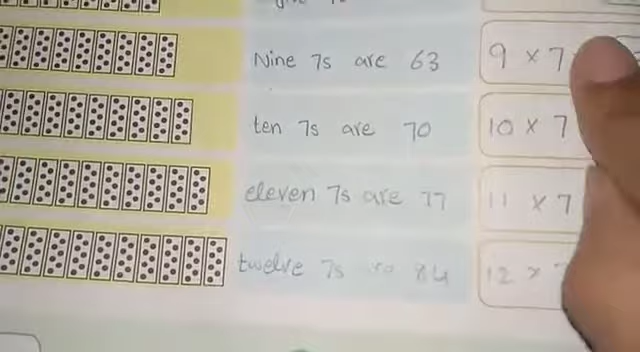 Nine 7s are 63 9 x 7
ten 7s are 70 10 x 7
eleven 7s are 77 11 x 7
twelve 7s are 84 12 x